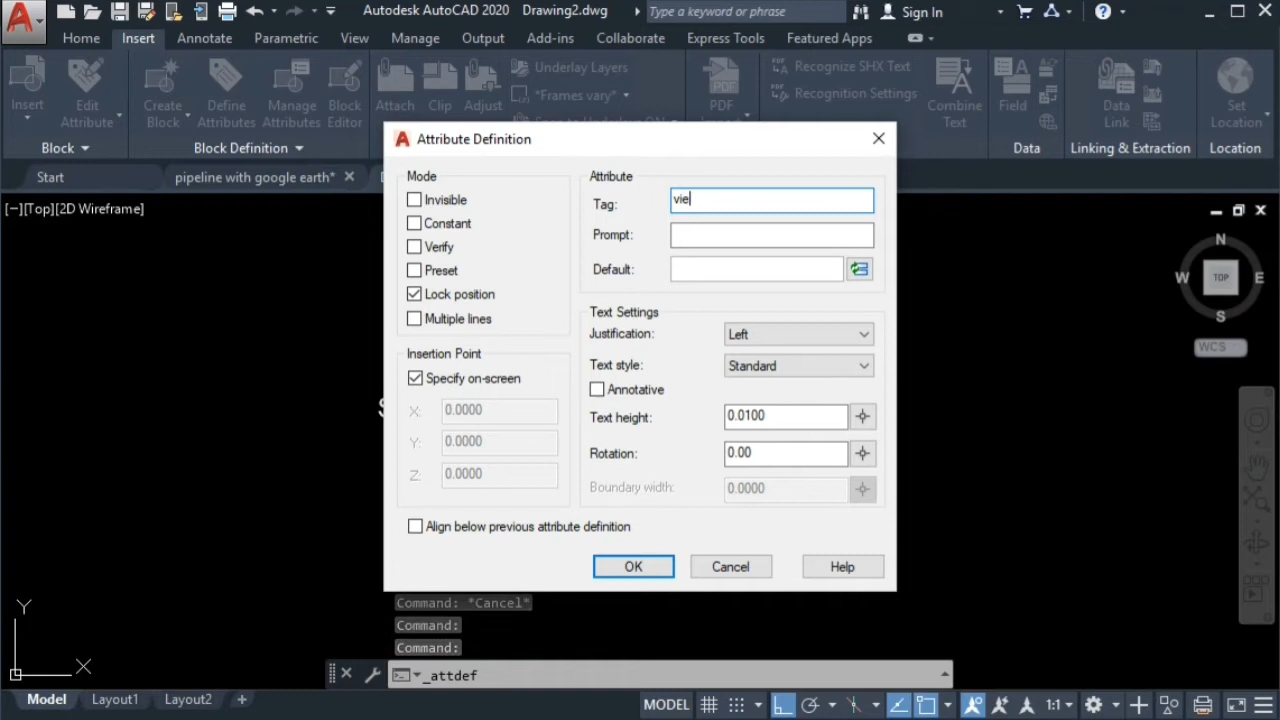 Autodesk AutoCAD 2020 Drawing2.dwg Type a keyword or phrase Sign In
Home Insert Annotate Parametric View Manage Output Add-ins Collaborate Express Tools Featured Apps
Insert
Edit
Attribute
Create
Block
Define
Attributes
Manage
Attributes
Block
Editor
Attach
Clip
Adjust
Underlay Layers
*Frames vary*
PDF
Recognize SHX Text
Recognition Settings
Combine
Text
Field
Data
Link
Set
Location
Block
Block Definition
Data
Linking & Extraction
Location
Start
pipeline with google earth*
[−][Top][2D Wireframe]
Attribute Definition
Mode
Invisible
Constant
Verify
Preset
Lock position
Multiple lines
Attribute
Tag: vie
Prompt:
Default:
Text Settings
Justification: Left
Text style: Standard
Annotative
Text height: 0.0100
Rotation: 0.00
Boundary width: 0.0000
Insertion Point
Specify on-screen
X: 0.0000
Y: 0.0000
Z: 0.0000
Align below previous attribute definition
OK Cancel Help
N
W TOP E
S
WCS
Command: *Cancel*
Command:
Command:
_attdef
Y
X
Model Layout1 Layout2 +
MODEL 1:1